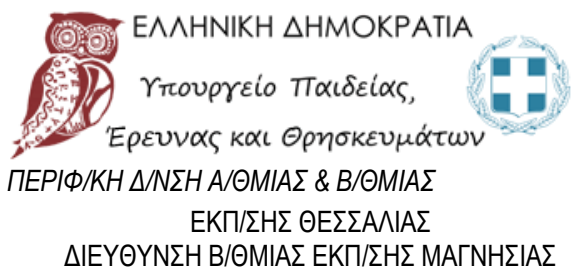 ΕΛΛΗΝΙΚΗ ΔΗΜΟΚΡΑΤΙΑ
Υπουργείο Παιδείας,
Έρευνας και Θρησκευμάτων
ΠΕΡΙΦ/ΚΗ Δ/ΝΣΗ Α/ΘΜΙΑΣ & Β/ΘΜΙΑΣ
ΕΚΠ/ΣΗΣ ΘΕΣΣΑΛΙΑΣ
ΔΙΕΥΘΥΝΣΗ Β/ΘΜΙΑΣ ΕΚΠ/ΣΗΣ ΜΑΓΝΗΣΙΑΣ